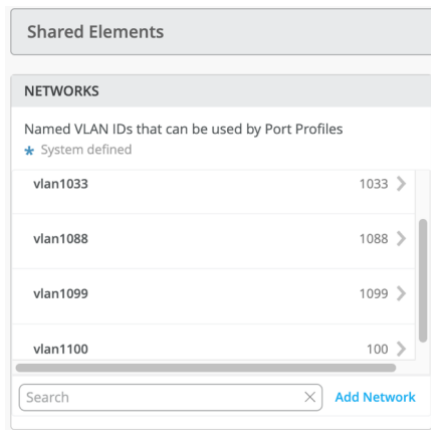 Shared Elements
NETWORKS
Named VLAN IDs that can be used by Port Profiles
* System defined
vlan1033 1033
vlan1088 1088
vlan1099 1099
vlan1100 100
Search Add Network